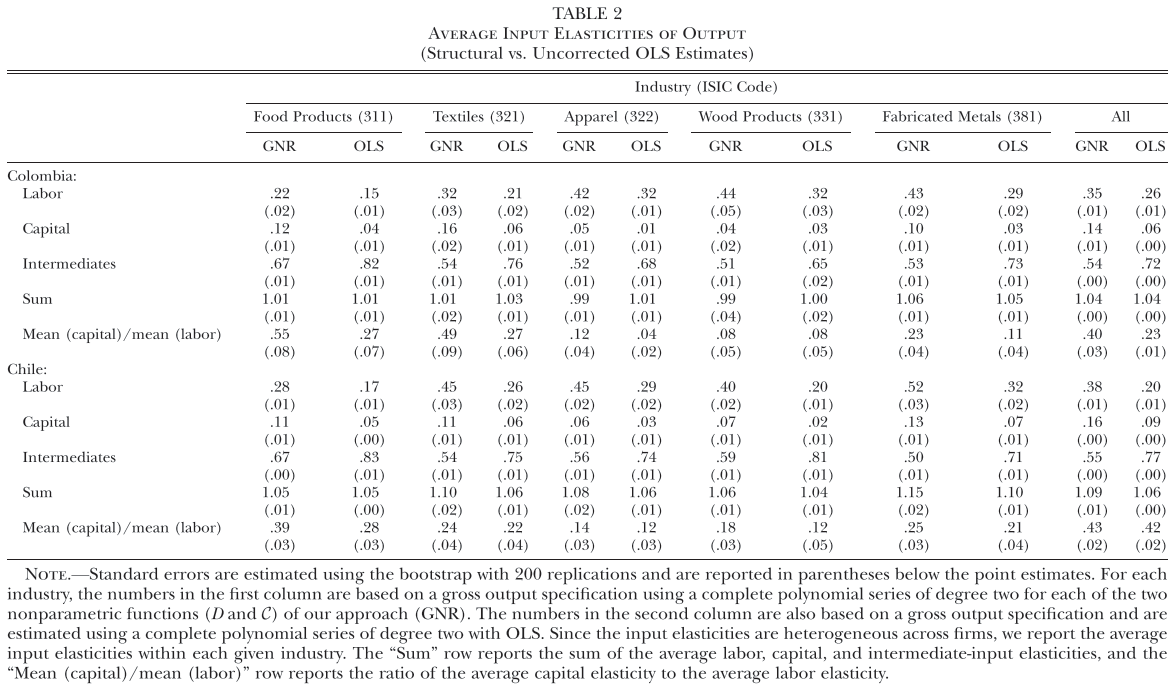 TABLE 2
Average Input Elasticities of Output
(Structural vs. Uncorrected OLS Estimates)
Industry (ISIC Code)
Food Products (311) Textiles (321) Apparel (322) Wood Products (331) Fabricated Metals (381) All
GNR OLS GNR OLS GNR OLS GNR OLS GNR OLS GNR OLS
Colombia:
Labor .22 .15 .32 .21 .42 .32 .44 .32 .43 .29 .35 .26
(.02) (.01) (.03) (.02) (.02) (.01) (.05) (.03) (.02) (.02) (.01) (.01)
Capital .12 .04 .16 .06 .05 .01 .04 .03 .10 .03 .14 .06
(.01) (.01) (.02) (.01) (.01) (.01) (.02) (.01) (.01) (.01) (.01) (.00)
Intermediates .67 .82 .54 .76 .52 .68 .51 .65 .53 .73 .54 .72
(.01) (.01) (.01) (.01) (.01) (.01) (.01) (.02) (.01) (.01) (.00) (.00)
Sum 1.01 1.01 1.01 1.03 .99 1.01 .99 1.00 1.06 1.05 1.04 1.04
(.01) (.01) (.02) (.01) (.01) (.01) (.04) (.02) (.01) (.01) (.00) (.00)
Mean (capital)/mean (labor) .55 .27 .49 .27 .12 .04 .08 .08 .23 .11 .40 .23
(.08) (.07) (.09) (.06) (.04) (.02) (.05) (.05) (.04) (.04) (.03) (.01)
Chile:
Labor .28 .17 .45 .26 .45 .29 .40 .20 .52 .32 .38 .20
(.01) (.01) (.03) (.02) (.02) (.02) (.02) (.01) (.03) (.02) (.01) (.01)
Capital .11 .05 .11 .06 .06 .03 .07 .02 .13 .07 .16 .09
(.01) (.00) (.01) (.01) (.01) (.01) (.01) (.01) (.01) (.01) (.00) (.00)
Intermediates .67 .83 .54 .75 .56 .74 .59 .81 .50 .71 .55 .77
(.00) (.01) (.01) (.01) (.01) (.01) (.01) (.01) (.01) (.01) (.00) (.00)
Sum 1.05 1.05 1.10 1.06 1.08 1.06 1.06 1.04 1.15 1.10 1.09 1.06
(.01) (.00) (.02) (.01) (.02) (.01) (.01) (.01) (.02) (.01) (.01) (.00)
Mean (capital)/mean (labor) .39 .28 .24 .22 .14 .12 .18 .12 .25 .21 .43 .42
(.03) (.03) (.04) (.04) (.03) (.03) (.03) (.05) (.03) (.04) (.02) (.02)
Note.—Standard errors are estimated using the bootstrap with 200 replications and are reported in parentheses below the point estimates. For each
industry, the numbers in the first column are based on a gross output specification using a complete polynomial series of degree two for each of the two
nonparametric functions (D and C) of our approach (GNR). The numbers in the second column are also based on a gross output specification and are
estimated using a complete polynomial series of degree two with OLS. Since the input elasticities are heterogeneous across firms, we report the average
input elasticities within each given industry. The “Sum” row reports the sum of the average labor, capital, and intermediate-input elasticities, and the
“Mean (capital)/mean (labor)” row reports the ratio of the average capital elasticity to the average labor elasticity.